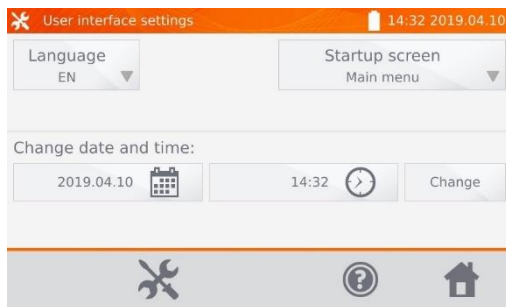 User interface settings
14:32 2019.04.10
Language
EN
Startup screen
Main menu
Change date and time:
2019.04.10
14:32
Change
?